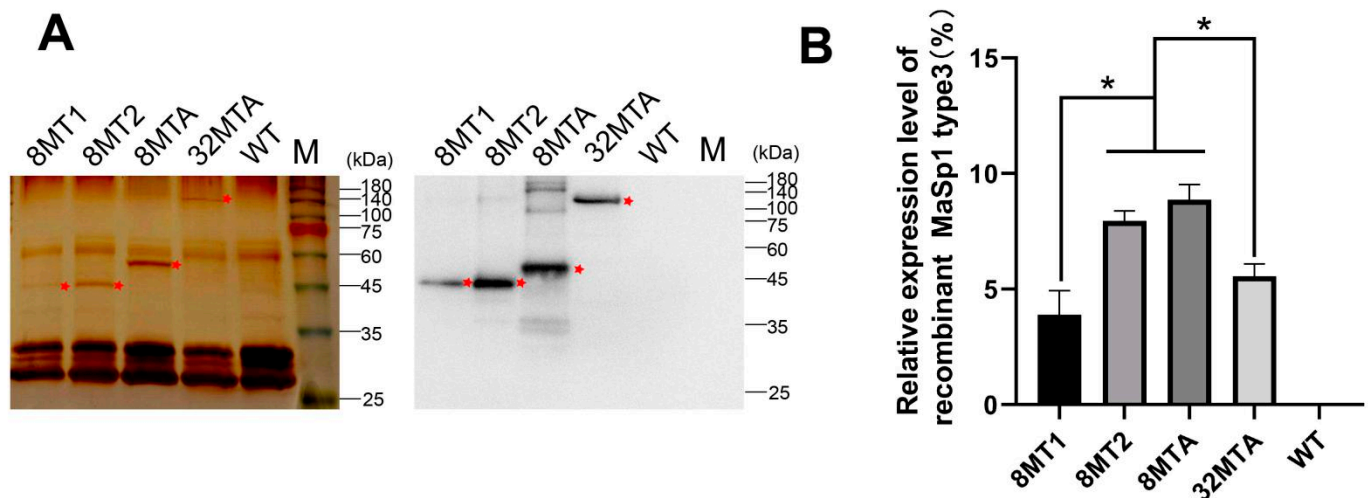 A
8MT1
8MT2
8MTA
32MTA
WT
M
(kDa)
180
140
100
75
60
45
35
25
8MT1
8MT2
8MTA
32MTA
WT
M
(kDa)
180
140
100
75
60
45
35
25
B
Relative expression level of
recombinant MaSp1 type3(%)
15
10
5
0
*
*
8MT1
8MT2
8MTA
32MTA
WT